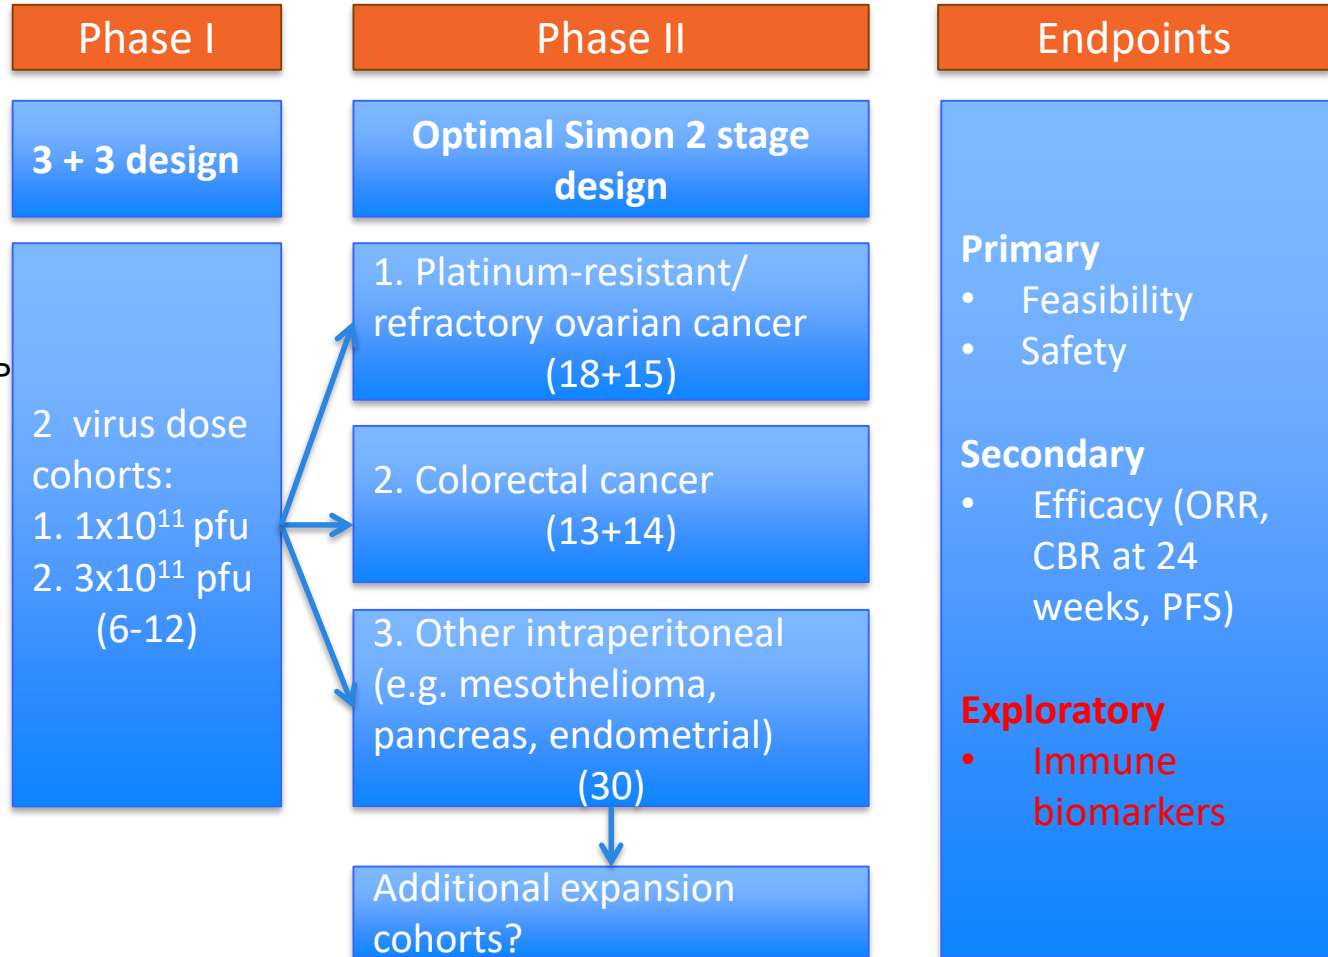 Phase I
Phase II
Endpoints
3 + 3 design
Optimal Simon 2 stage
design
P
2  virus dose
cohorts:
1. 1x10¹¹ pfu
2. 3x10¹¹ pfu
(6-12)
1. Platinum-resistant/
refractory ovarian cancer
(18+15)
2. Colorectal cancer
(13+14)
3. Other intraperitoneal
(e.g. mesothelioma,
pancreas, endometrial)
(30)
Additional expansion
cohorts?
Primary
• Feasibility
• Safety
Secondary
• Efficacy (ORR,
CBR at 24
weeks, PFS)
Exploratory
• Immune
biomarkers